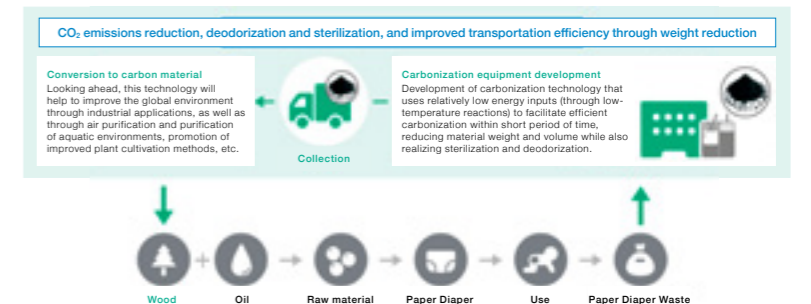 CO₂ emissions reduction, deodorization and sterilization, and improved transportation efficiency through weight reduction
Conversion to carbon material
Looking ahead, this technology will
help to improve the global environment
through industrial applications, as well as
through air purification and purification
of aquatic environments, promotion of
improved plant cultivation methods, etc.
Collection
Carbonization equipment development
Development of carbonization technology that
uses relatively low energy inputs (through low-
temperature reactions) to facilitate efficient
carbonization within short period of time,
reducing material weight and volume while also
realizing sterilization and deodorization.
Wood
+
Oil
Raw material
Paper Diaper
Use
Paper Diaper Waste